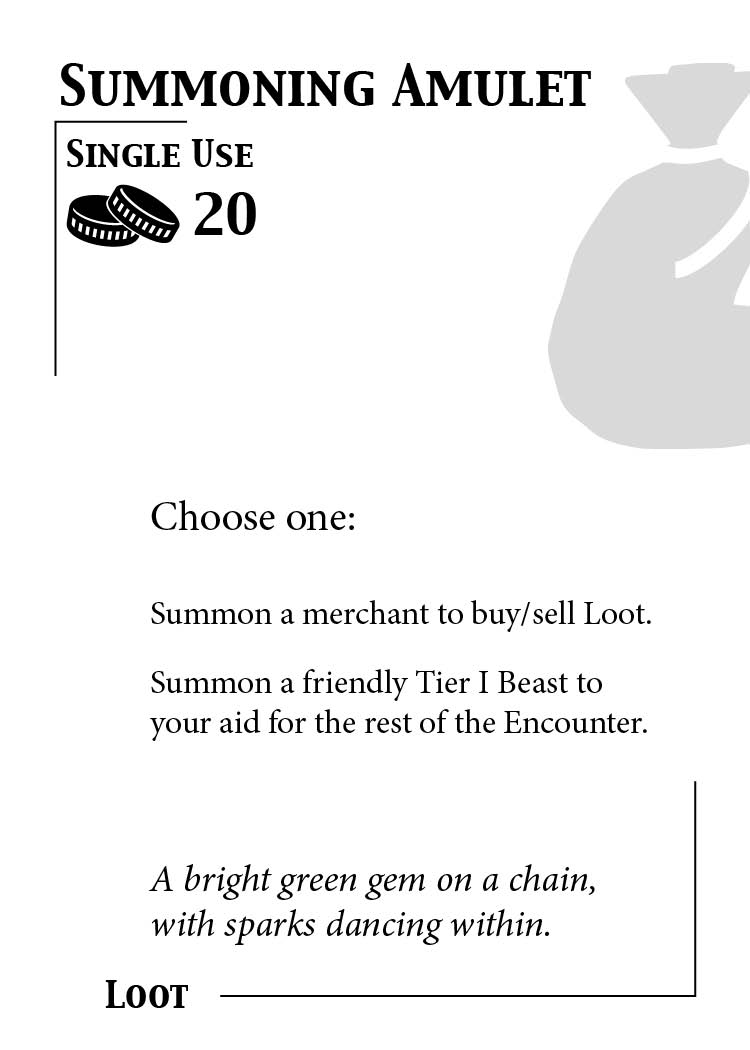 Summoning Amulet
Single Use
20
Choose one:
Summon a merchant to buy/sell Loot.
Summon a friendly Tier I Beast to
your aid for the rest of the Encounter.
A bright green gem on a chain,
with sparks dancing within.
Loot